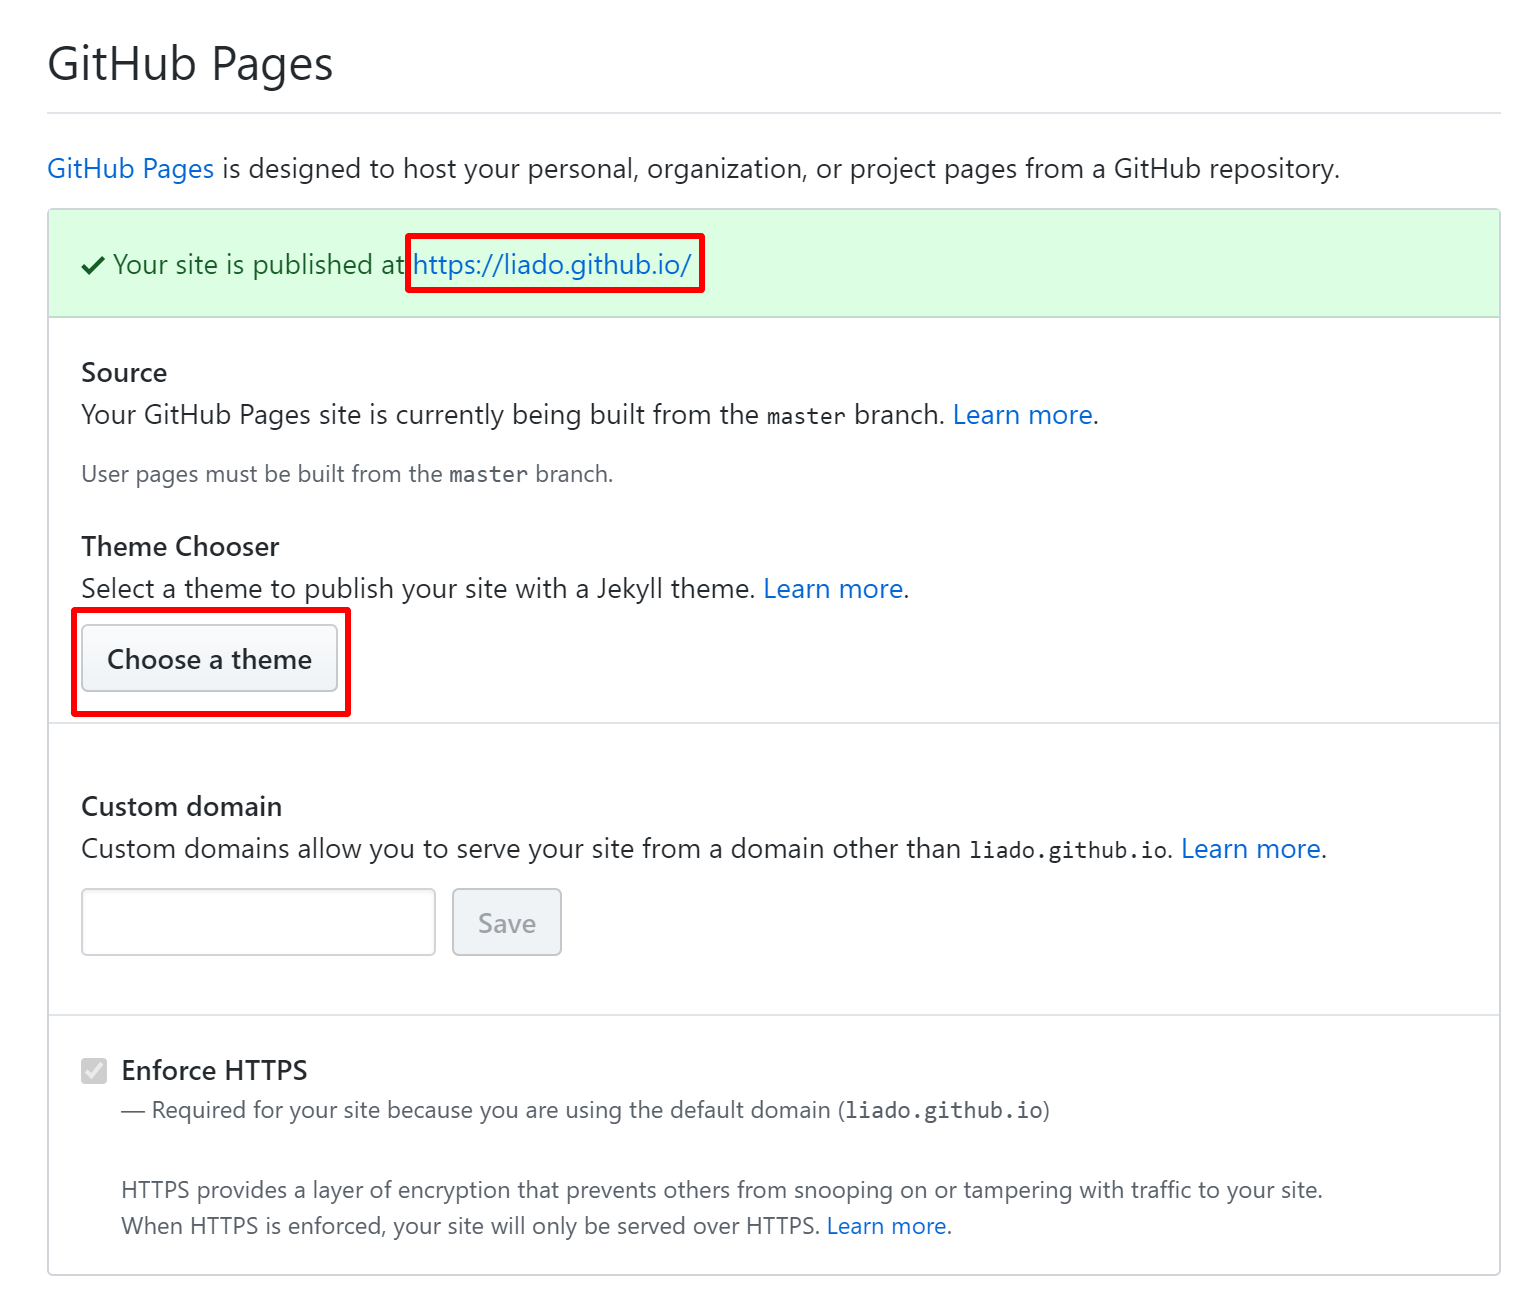 GitHub Pages
GitHub Pages is designed to host your personal, organization, or project pages from a GitHub repository.
Your site is published at https://liado.github.io/
Source
Your GitHub Pages site is currently being built from the master branch. Learn more.
User pages must be built from the master branch.
Theme Chooser
Select a theme to publish your site with a Jekyll theme. Learn more.
Choose a theme
Custom domain
Custom domains allow you to serve your site from a domain other than liado.github.io. Learn more.
Save
Enforce HTTPS
— Required for your site because you are using the default domain (liado.github.io)
HTTPS provides a layer of encryption that prevents others from snooping on or tampering with traffic to your site.
When HTTPS is enforced, your site will only be served over HTTPS. Learn more.